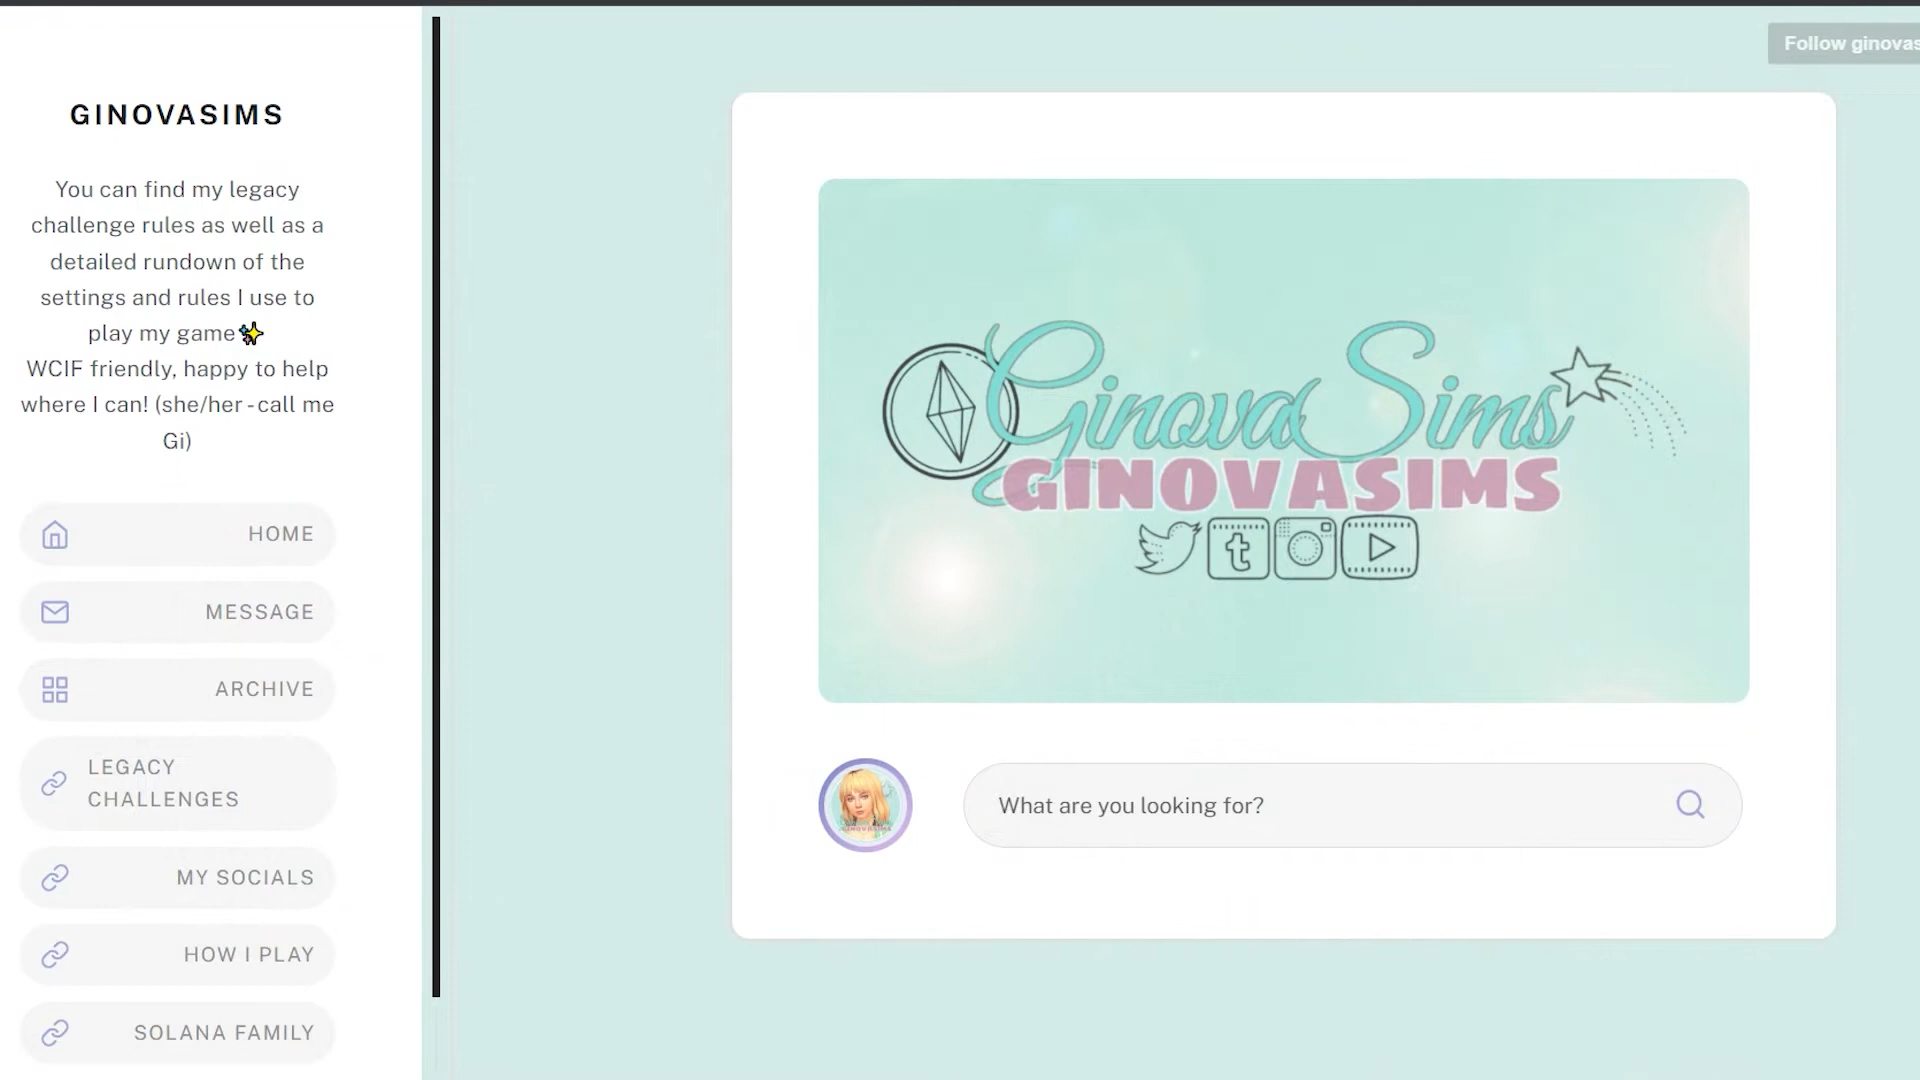 GINOVASIMS
You can find my legacy
challenge rules as well as a
detailed rundown of the
settings and rules I use to
play my game✨
WCIF friendly, happy to help
where I can! (she/her - call me
Gi)
HOME
MESSAGE
ARCHIVE
LEGACY
CHALLENGES
MY SOCIALS
HOW I PLAY
SOLANA FAMILY
Follow ginovas
GinovaSims
GINOVASIMS
What are you looking for?